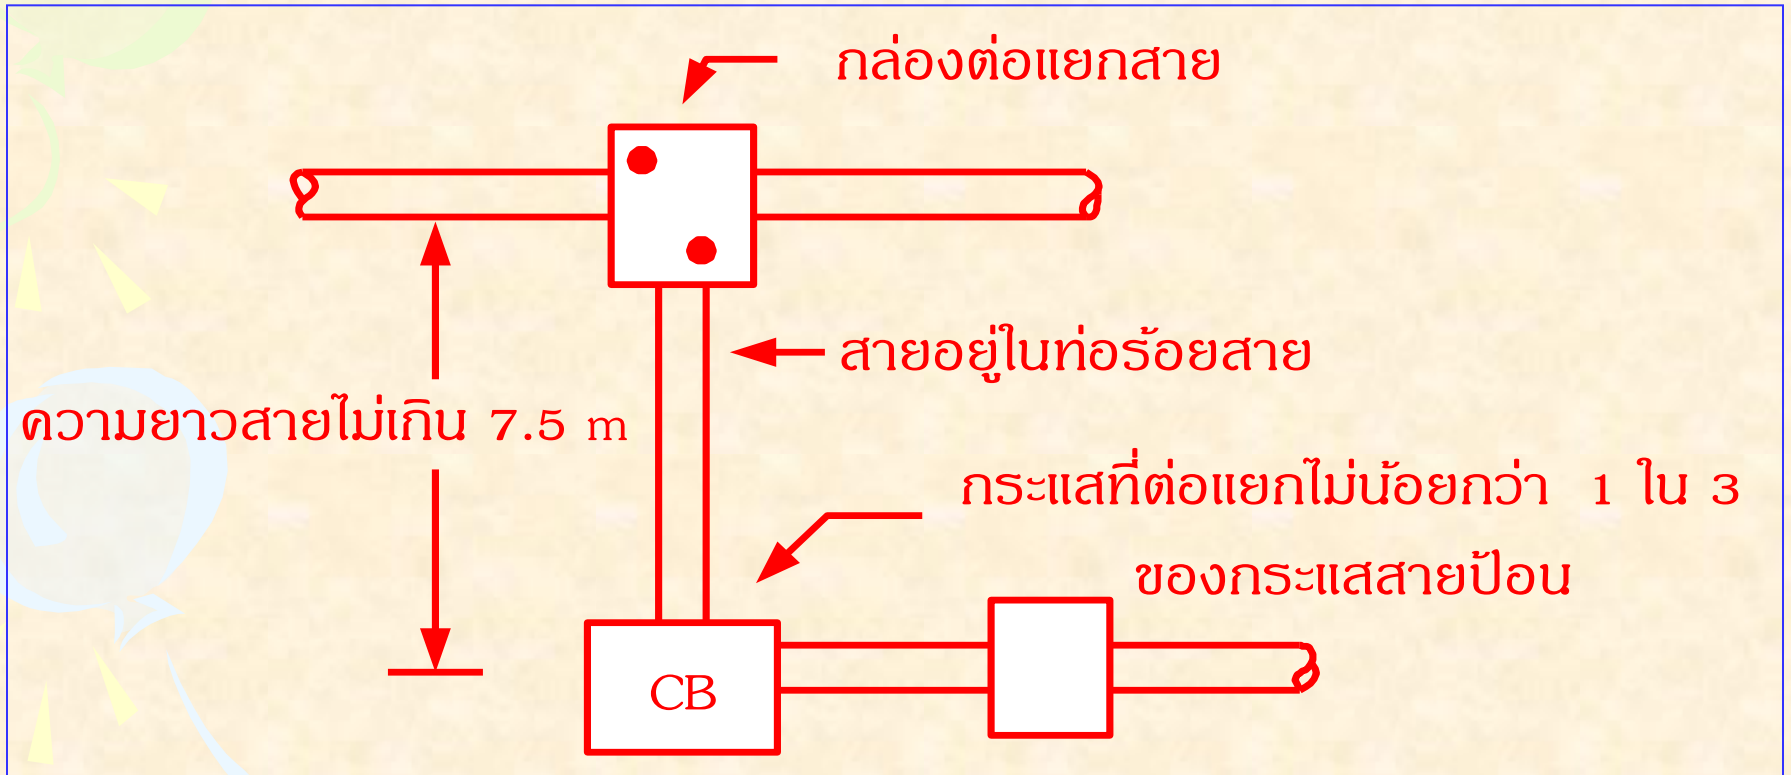 กล่องต่อแยกสาย
สายอยู่ในท่อร้อยสาย
ความยาวสายไม่เกิน 7.5 m
กระแสที่ต่อแยกไม่น้อยกว่า 1 ใน 3
ของกระแสสายป้อน
CB